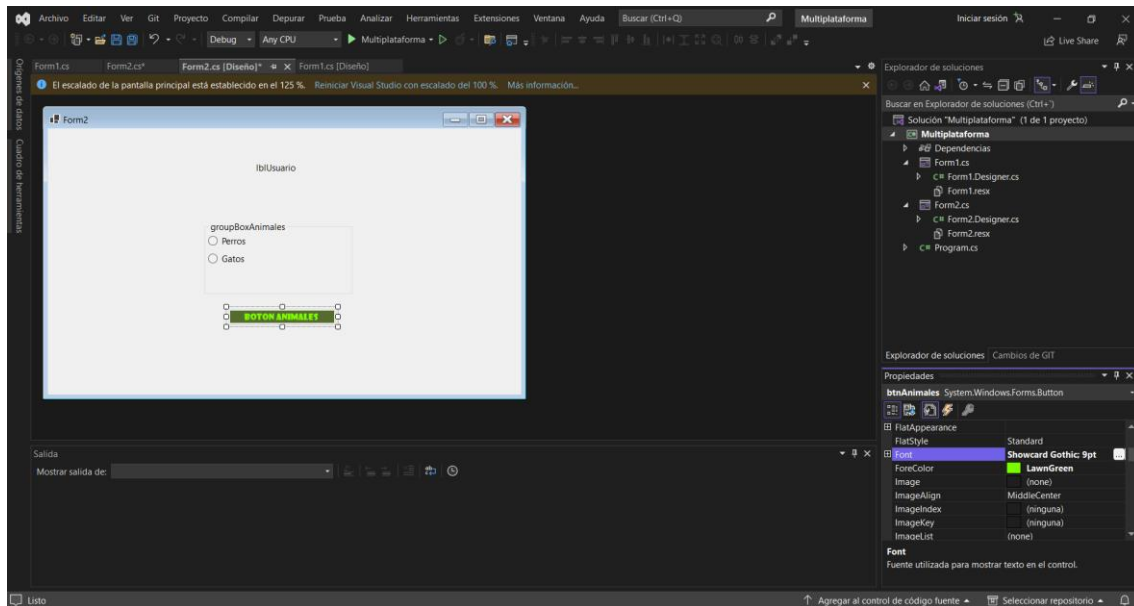 Archivo Editar Ver Git Proyecto Compilar Depurar Prueba Analizar Herramientas Extensiones Ventana Ayuda Buscar (Ctrl+Q) Multiplataforma Iniciar sesión
Debug Any CPU Multiplataforma Live Share
Orígenes de datos
Cuadro de herramientas
Form1.cs Form2.cs* Form2.cs [Diseño]* Form1.cs [Diseño]
El escalado de la pantalla principal está establecido en el 125 %. Reiniciar Visual Studio con escalado del 100 %. Más información...
Form2
lblUsuario
groupBoxAnimales
Perros
Gatos
BOTON ANIMALES
Salida
Mostrar salida de:
Explorador de soluciones
Buscar en Explorador de soluciones (Ctrl+¨)
Solución "Multiplataforma" (1 de 1 proyecto)
Multiplataforma
Dependencias
Form1.cs
C# Form1.Designer.cs
Form1.resx
Form2.cs
C# Form2.Designer.cs
Form2.resx
C# Program.cs
Explorador de soluciones Cambios de GIT
Propiedades
btnAnimales System.Windows.Forms.Button
FlatAppearance
FlatStyle Standard
Font Showcard Gothic; 9pt
ForeColor LawnGreen
Image (none)
ImageAlign MiddleCenter
ImageIndex (ninguna)
ImageKey (ninguna)
ImageList (none)
Font
Fuente utilizada para mostrar texto en el control.
Listo Agregar al control de código fuente Seleccionar repositorio